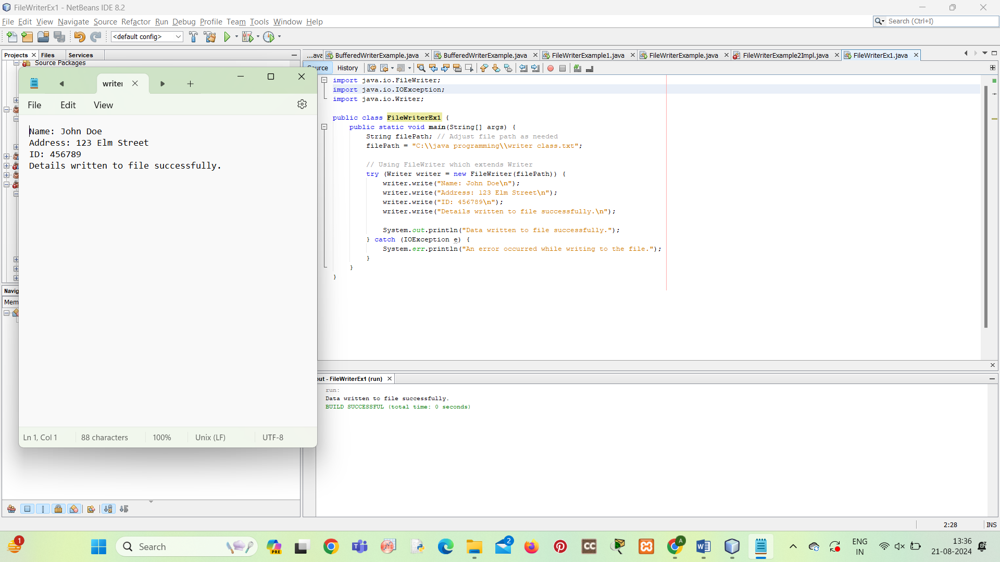 FileWriterEx1 - NetBeans IDE 8.2
File Edit View Navigate Source Refactor Run Debug Profile Team Tools Window Help
Search (Ctrl+I)
<default config>
Projects Files Services
Source Packages
...ava BufferedWriterExample.java BufferedWriterExample.java FileWriterExample1.java FileWriterExample.java FileWriterExample2Impl.java FileWriterEx1.java
Source History
writer
File Edit View
Name: John Doe
Address: 123 Elm Street
ID: 456789
Details written to file successfully.
Ln 1, Col 1 88 characters 100% Unix (LF) UTF-8
Navig
Mem
import java.io.FileWriter;
import java.io.IOException;
import java.io.Writer;
public class FileWriterEx1 {
public static void main(String[] args) {
String filePath; // Adjust file path as needed
filePath = "C:\\java programming\\writer class.txt";
// Using FileWriter which extends Writer
try (Writer writer = new FileWriter(filePath)) {
writer.write("Name: John Doe\n");
writer.write("Address: 123 Elm Street\n");
writer.write("ID: 456789\n");
writer.write("Details written to file successfully.\n");
System.out.println("Data written to file successfully.");
} catch (IOException e) {
System.err.println("An error occurred while writing to the file.");
}
}
}
out - FileWriterEx1 (run)
run:
Data written to file successfully.
BUILD SUCCESSFUL (total time: 0 seconds)
2:28 INS
1
Search
PRE
2
CC
A
ENG
IN
13:36
21-08-2024